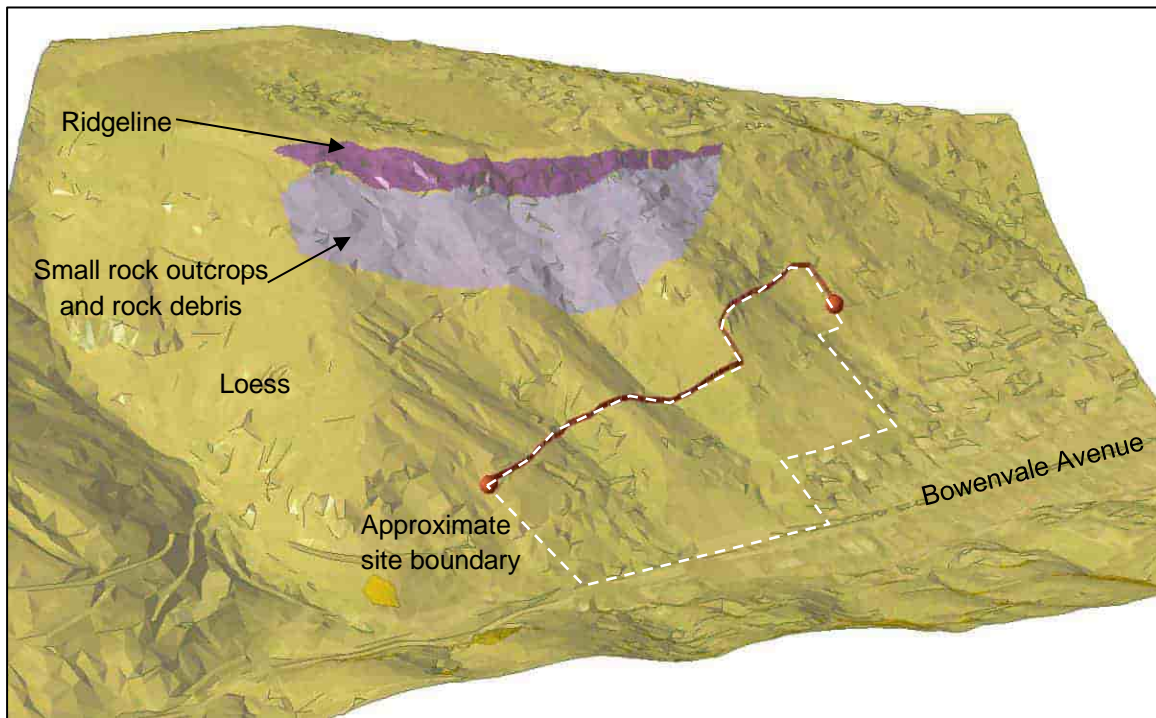 Ridgeline
Small rock outcrops
and rock debris
Loess
Approximate
site boundary
Bowenvale Avenue